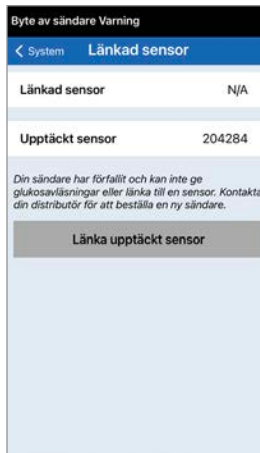 Byte av sändare Varning
System Länkad sensor
Länkad sensor N/A
Upptäckt sensor 204284
Din sändare har förfallit och kan inte ge
glukosavläsningar eller länka till en sensor. Kontakta
din distributör för att beställa en ny sändare.
Länka upptäckt sensor